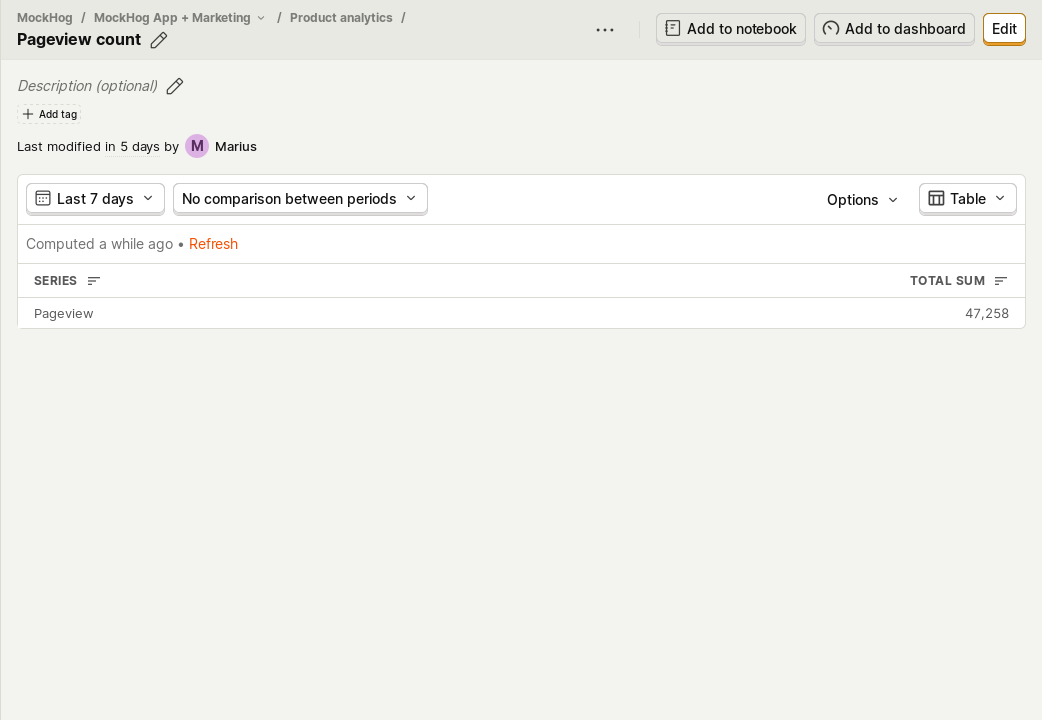 MockHog / MockHog App + Marketing / Product analytics /
Pageview count
Add to notebook
Add to dashboard
Edit
Description (optional)
Add tag
Last modified in 5 days by M Marius
Last 7 days
No comparison between periods
Options
Table
Computed a while ago • Refresh
SERIES TOTAL SUM
Pageview 47,258